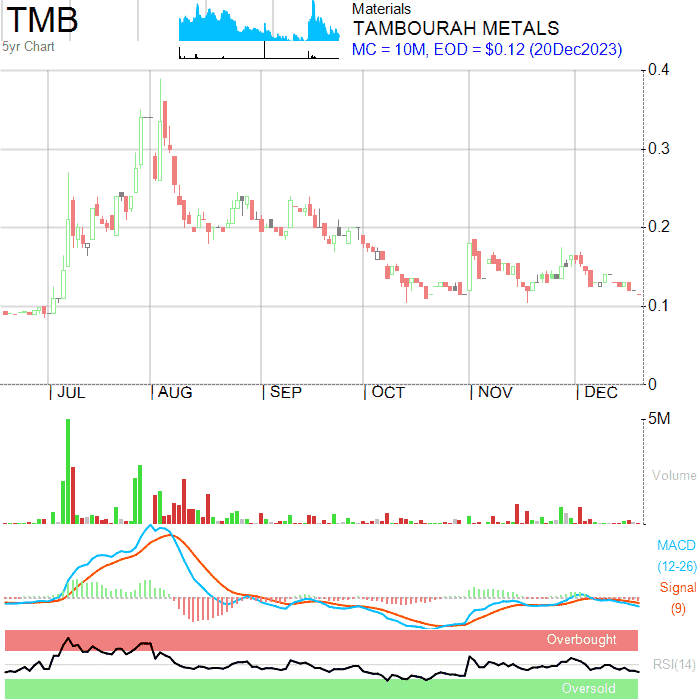 TMB
5yr Chart
Materials
TAMBOURAH METALS
MC = 10M, EOD = $0.12 (20Dec2023)
0.4
0.3
0.2
0.1
0
JUL AUG SEP OCT NOV DEC
5M
Volume
MACD
(12-26)
Signal
(9)
Overbought
RSI(14)
Oversold